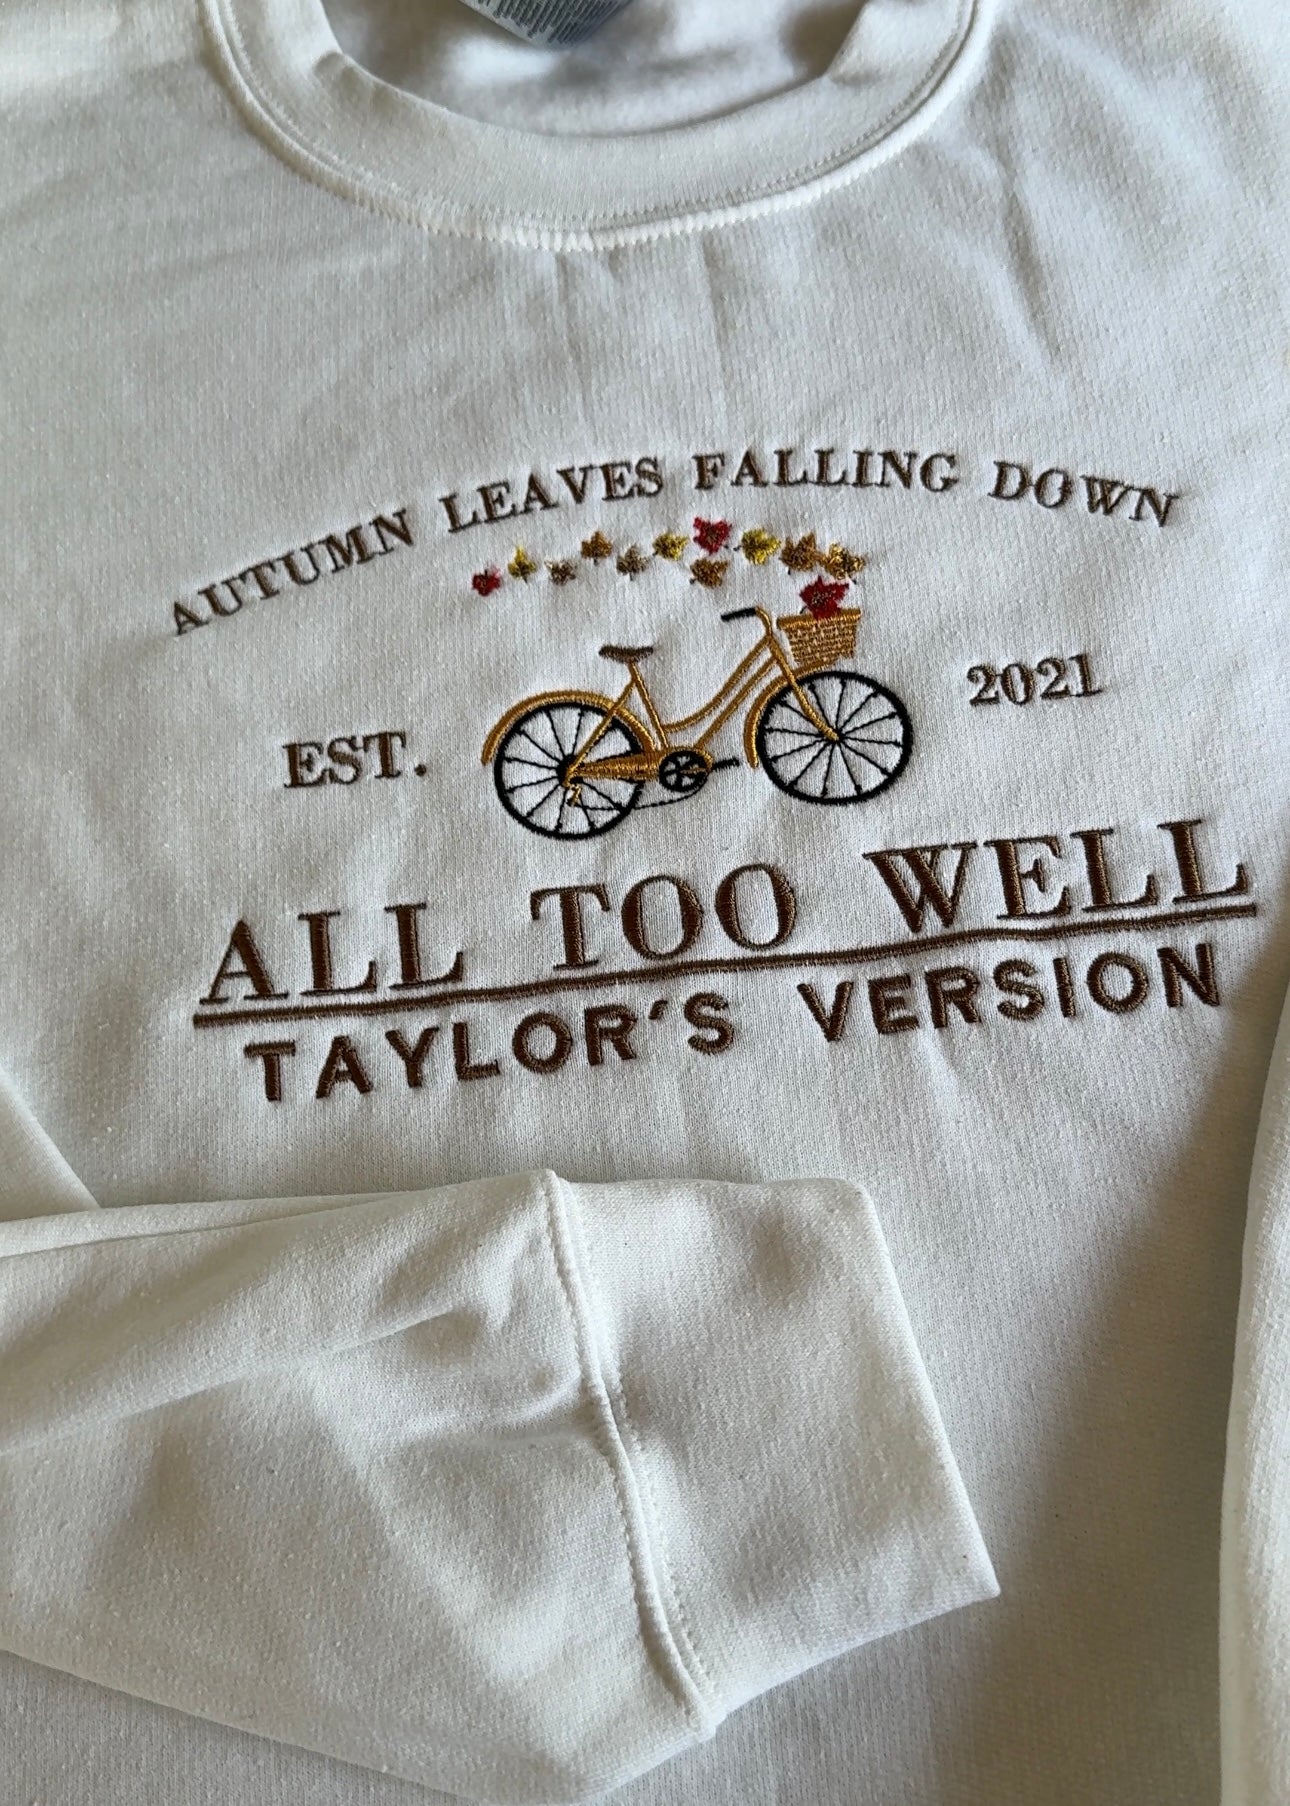 AUTUMN LEAVES FALLING DOWN
EST. 2021
ALL TOO WELL
TAYLOR'S VERSION